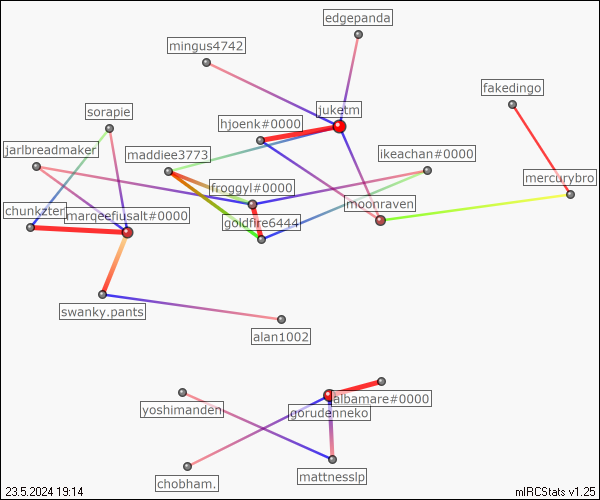 edgepanda
mingus4742
fakedingo
sorapie
juketm
hjoenk#0000
jarlbreadmaker
maddiee3773
ikeachan#0000
mercurybro
froggyl#0000
moonraven
chunkzter
marqeefiusalt#0000
goldfire6444
swanky.pants
alan1002
albamare#0000
yoshimanden
gorudenneko
mattnesslp
chobham.
23.5.2024 19:14
mIRCStats v1.25